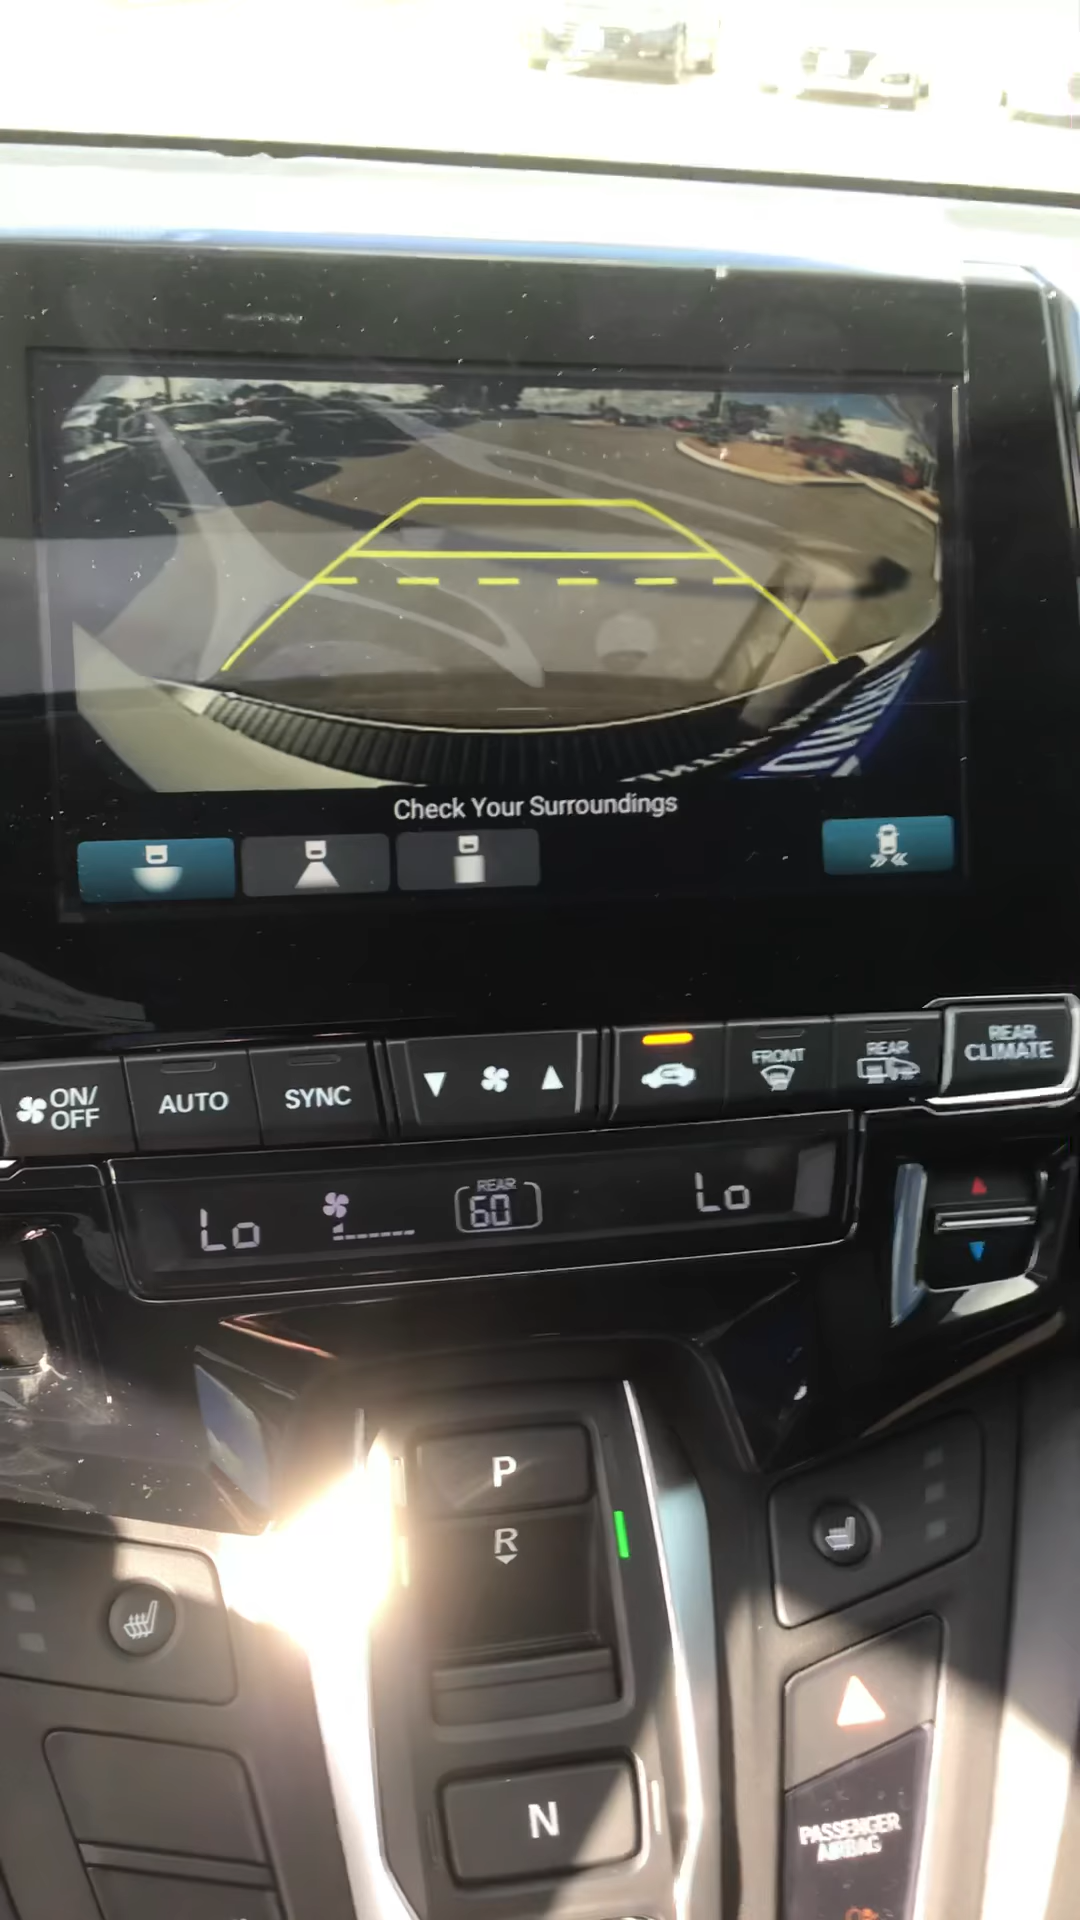 Check Your Surroundings
ON/
OFF
AUTO
SYNC
FRONT
REAR
REAR
CLIMATE
Lo
REAR
60
Lo
P
R
N
PASSENGER
AIRBAG